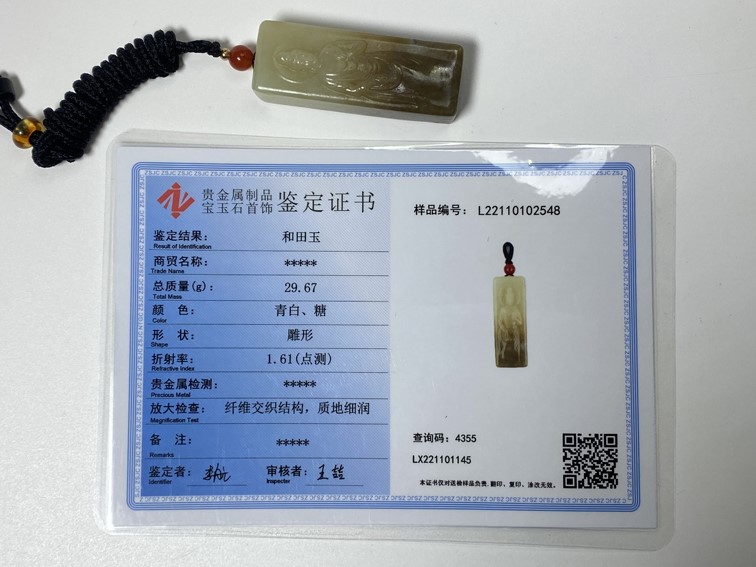 贵金属制品
宝玉石首饰 鉴定证书
鉴定结果： 和田玉
Result of Identification
商贸名称： *****
Trade Name
总质量(g)： 29.67
Total Mass
颜 色： 青白、糖
Color
形 状： 雕形
Shape
折射率： 1.61(点测)
Refractive Index
贵金属检测： *****
Precious Metal
放大检查： 纤维交织结构，质地细润
Magnification Test
备 注： *****
Remarks
鉴定者：
Identifier
审核者：
Inspecter
样品编号： L22110102548
查询码：4355
LX221101145
本证书仅对送检样品负责，翻印、复印、涂改无效。